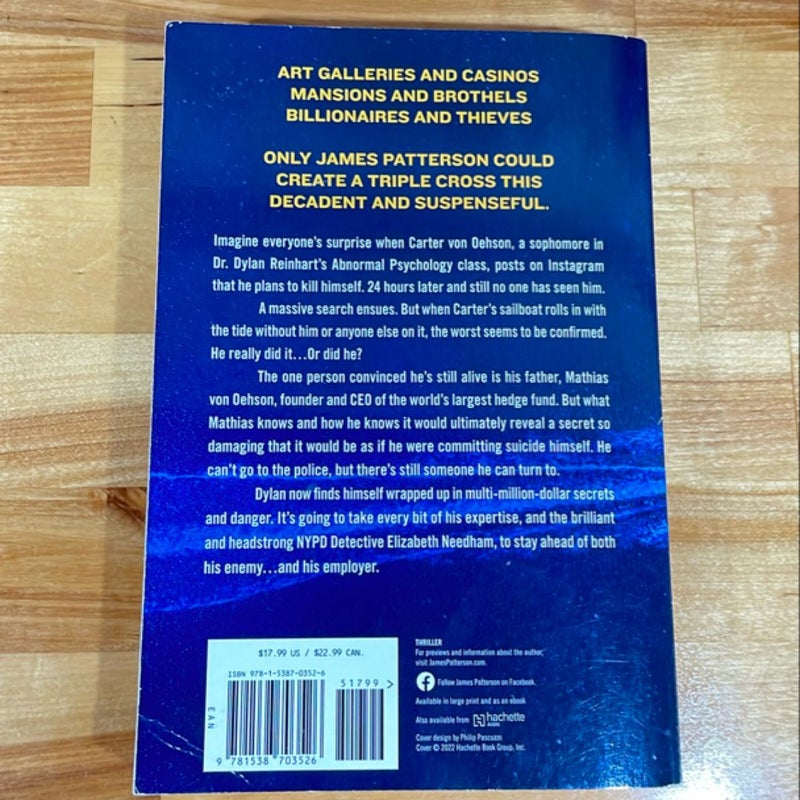 ART GALLERIES AND CASINOS
MANSIONS AND BROTHELS
BILLIONAIRES AND THIEVES
ONLY JAMES PATTERSON COULD
CREATE A TRIPLE CROSS THIS
DECADENT AND SUSPENSEFUL.
Imagine everyone's surprise when Carter von Oehson, a sophomore in
Dr. Dylan Reinhart's Abnormal Psychology class, posts on Instagram
that he plans to kill himself. 24 hours later and still no one has seen him.
A massive search ensues. But when Carter's sailboat rolls in with
the tide without him or anyone else on it, the worst seems to be confirmed.
He really did it…Or did he?
The one person convinced he's still alive is his father, Mathias
von Oehson, founder and CEO of the world's largest hedge fund. But what
Mathias knows and how he knows it would ultimately reveal a secret so
damaging that it would be as if he were committing suicide himself. He
can't go to the police, but there's still someone he can turn to.
Dylan now finds himself wrapped up in multi-million-dollar secrets
and danger. It's going to take every bit of his expertise, and the brilliant
and headstrong NYPD Detective Elizabeth Needham, to stay ahead of both
his enemy…and his employer.
$17.99 US / $22.99 CAN.
ISBN 978-1-5387-0352-6
51799 >
EAN
9 781538 703526
THRILLER
For previews and information about the author,
visit JamesPatterson.com.
f Follow James Patterson on Facebook.
Available in large print and as an ebook
Also available from H hachette
AUDIO
Cover design by Philip Pascuzzi
Cover © 2022 Hachette Book Group, Inc.